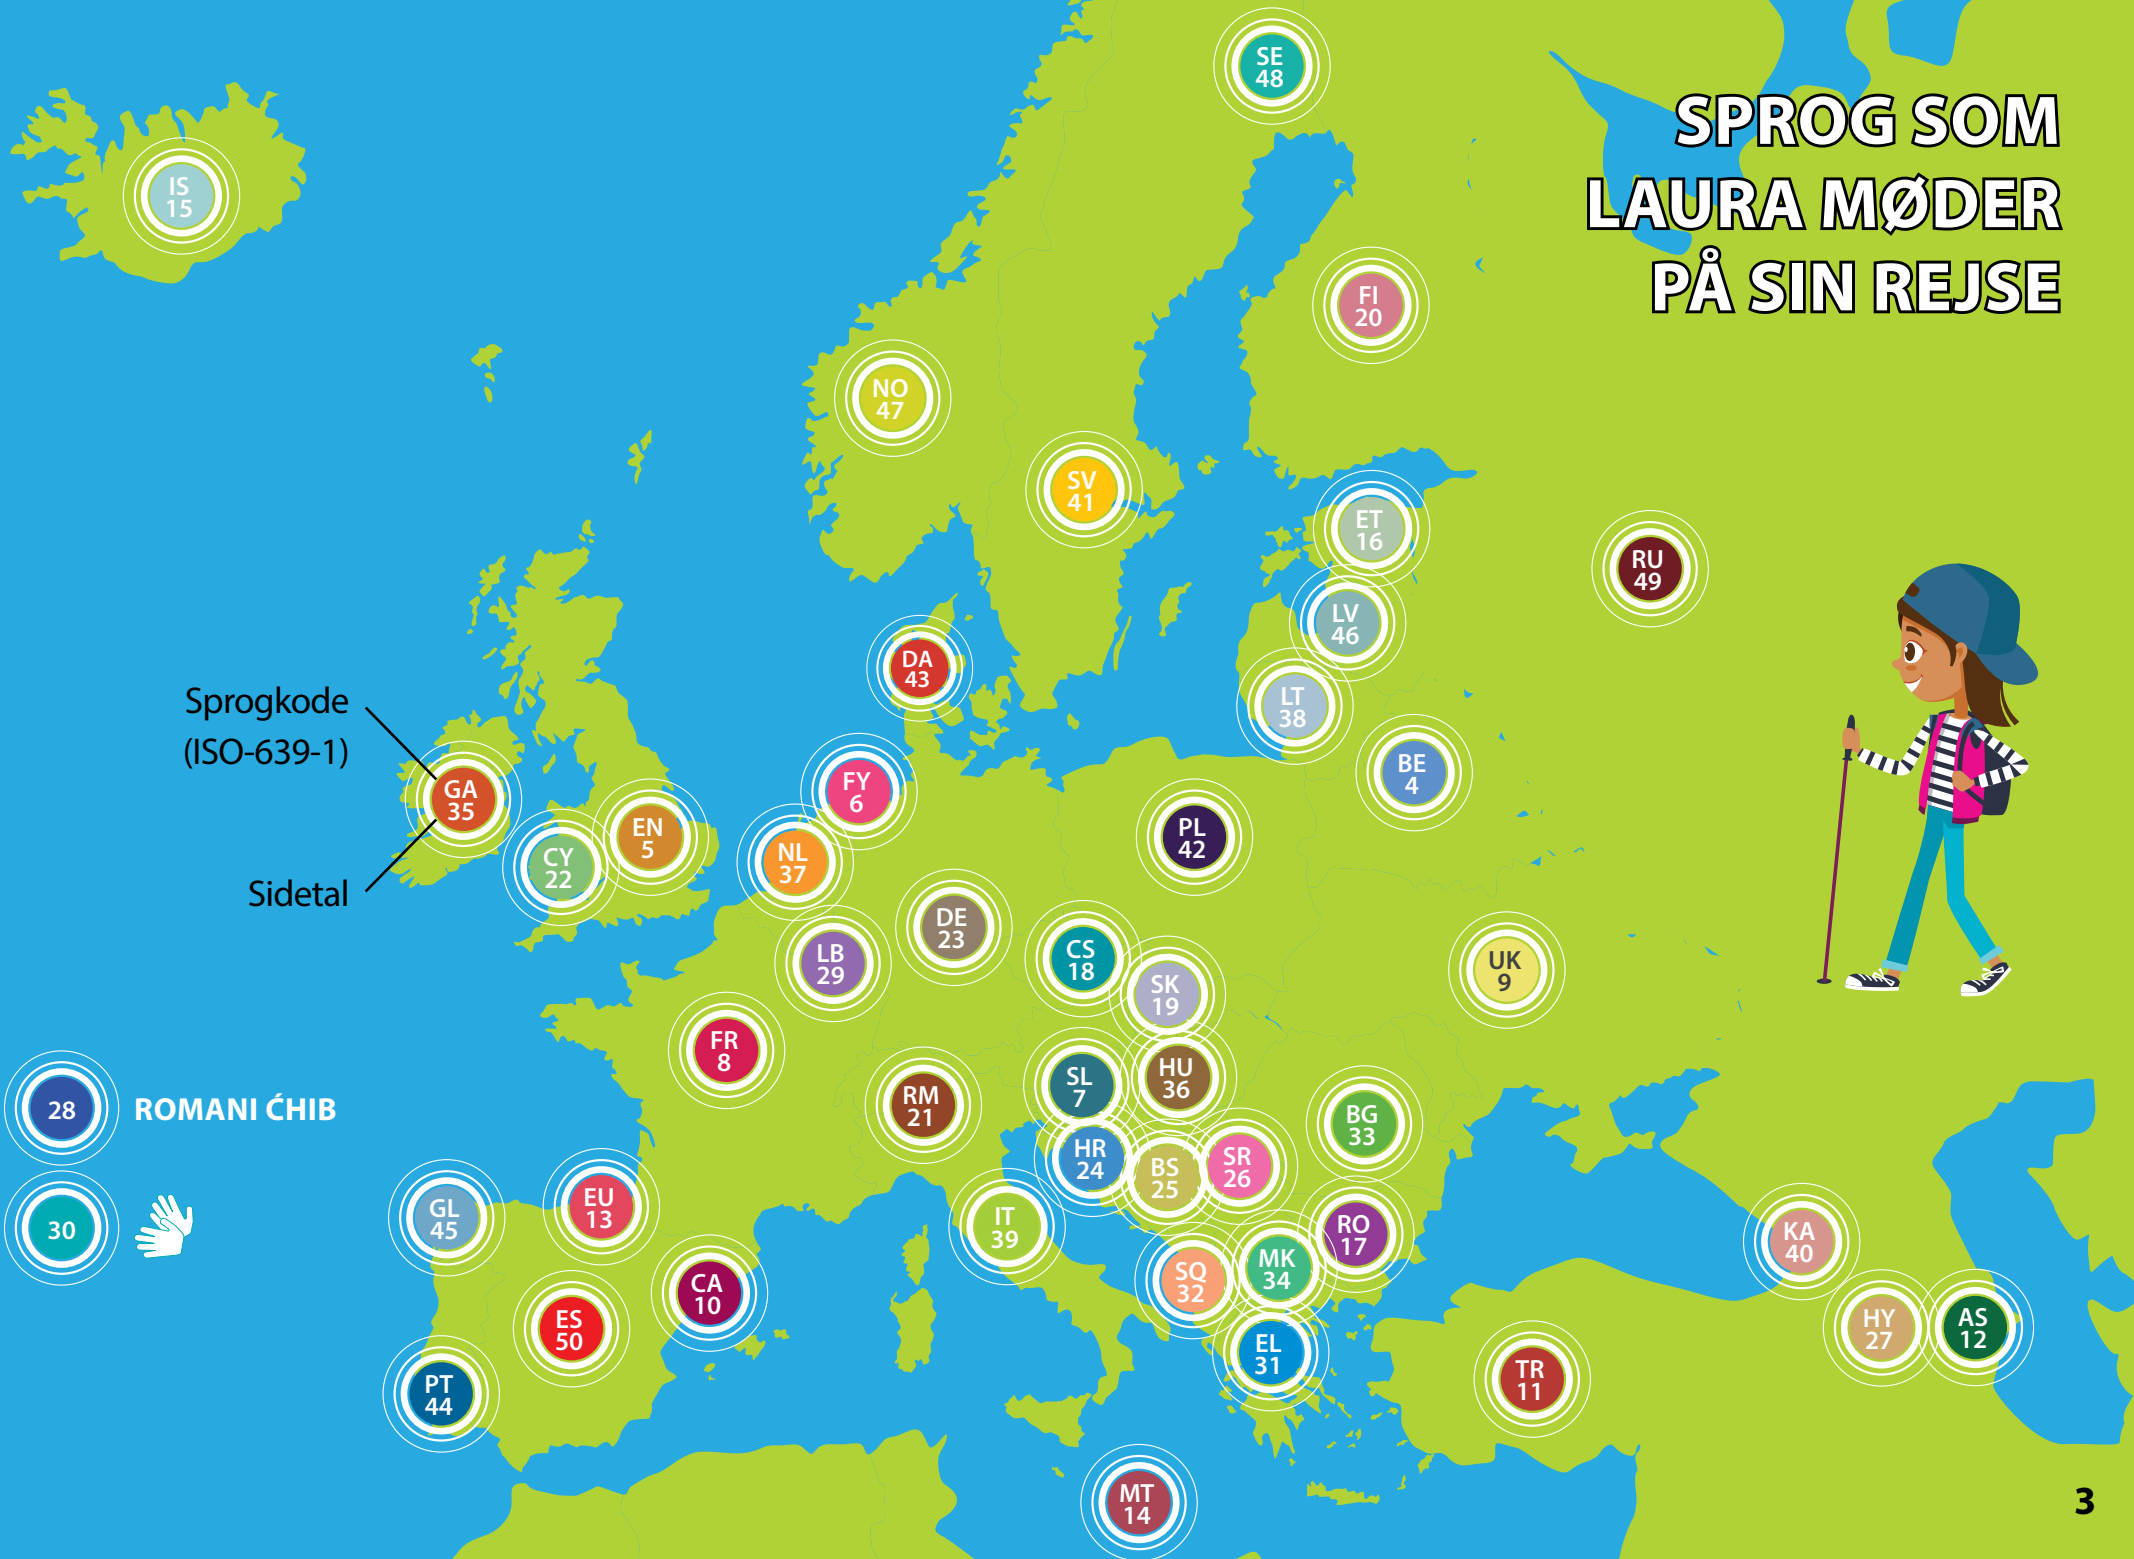 SPROG SOM
LAURA MØDER
PÅ SIN REJSE
SE
48
IS
15
FI
20
NO
47
SV
41
ET
16
RU
49
LV
46
DA
43
LT
38
Sprogkode
(ISO-639-1)
BE
4
FY
6
GA
35
EN
5
PL
42
CY
22
NL
37
Sidetal
DE
23
LB
29
CS
18
UK
9
SK
19
FR
8
HU
36
SL
7
RM
21
28
ROMANI ĆHIB
BG
33
HR
24
BS
25
SR
26
EU
13
GL
45
30
IT
39
RO
17
KA
40
SQ
32
MK
34
CA
10
ES
50
HY
27
AS
12
EL
31
TR
11
PT
44
MT
14
3